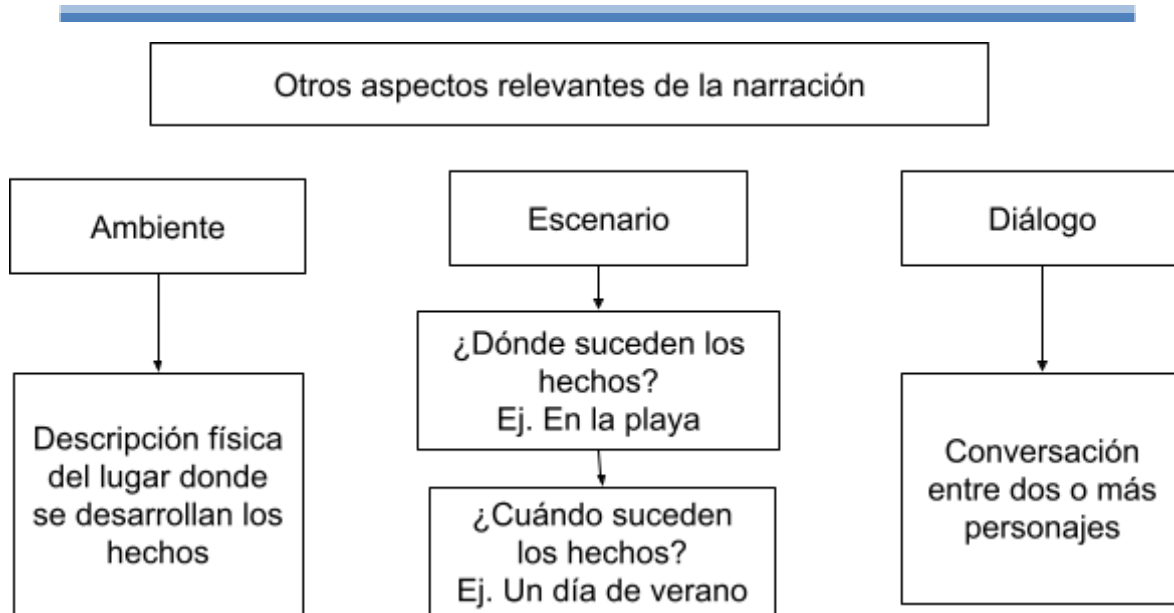 Otros aspectos relevantes de la narración
Ambiente
Descripción física
del lugar donde
se desarrollan los
hechos
Escenario
¿Dónde suceden los
hechos?
Ej. En la playa
¿Cuándo suceden
los hechos?
Ej. Un día de verano
Diálogo
Conversación
entre dos o más
personajes